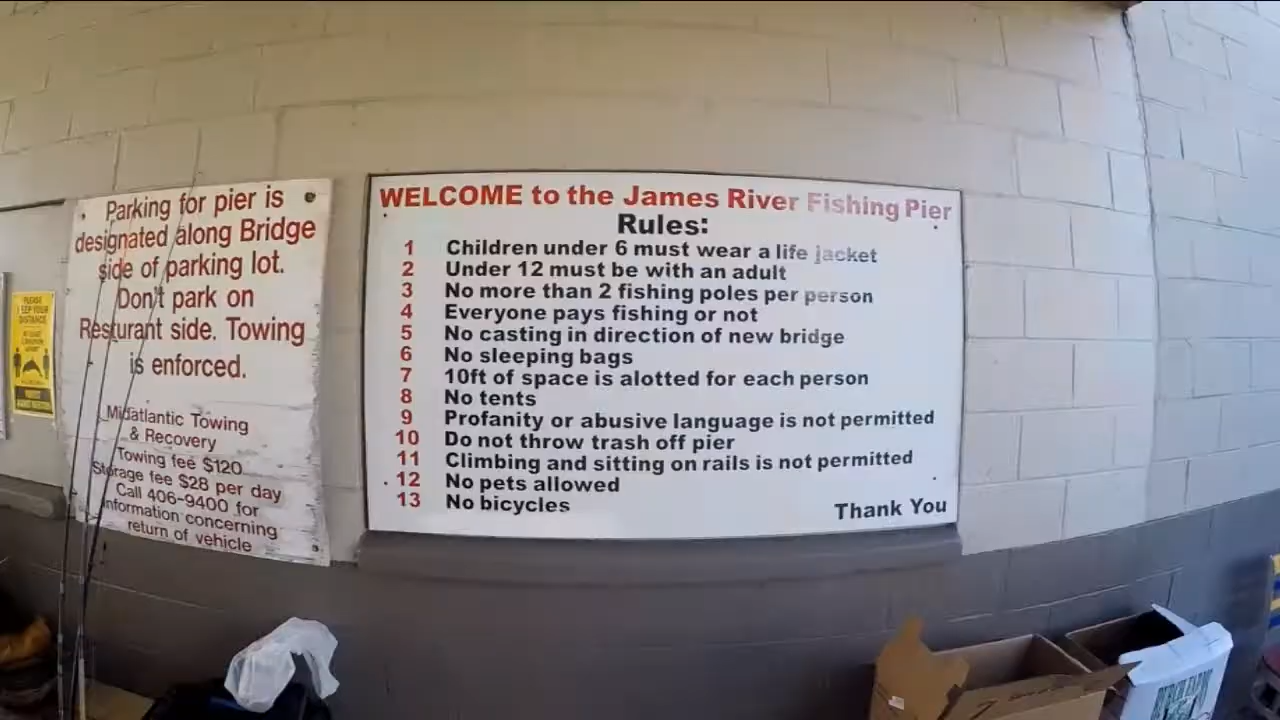 Parking for pier is
designated along Bridge
side of parking lot.
Don't park on
Resturant side. Towing
is enforced.
Midatlantic Towing
& Recovery
Towing fee $120
Storage fee $28 per day
Call 406-9400 for
information concerning
return of vehicle
WELCOME to the James River Fishing Pier
Rules:
1 Children under 6 must wear a life jacket
2 Under 12 must be with an adult
3 No more than 2 fishing poles per person
4 Everyone pays fishing or not
5 No casting in direction of new bridge
6 No sleeping bags
7 10ft of space is alotted for each person
8 No tents
9 Profanity or abusive language is not permitted
10 Do not throw trash off pier
11 Climbing and sitting on rails is not permitted
12 No pets allowed
13 No bicycles
Thank You
PLEASE
KEEP YOUR
DISTANCE